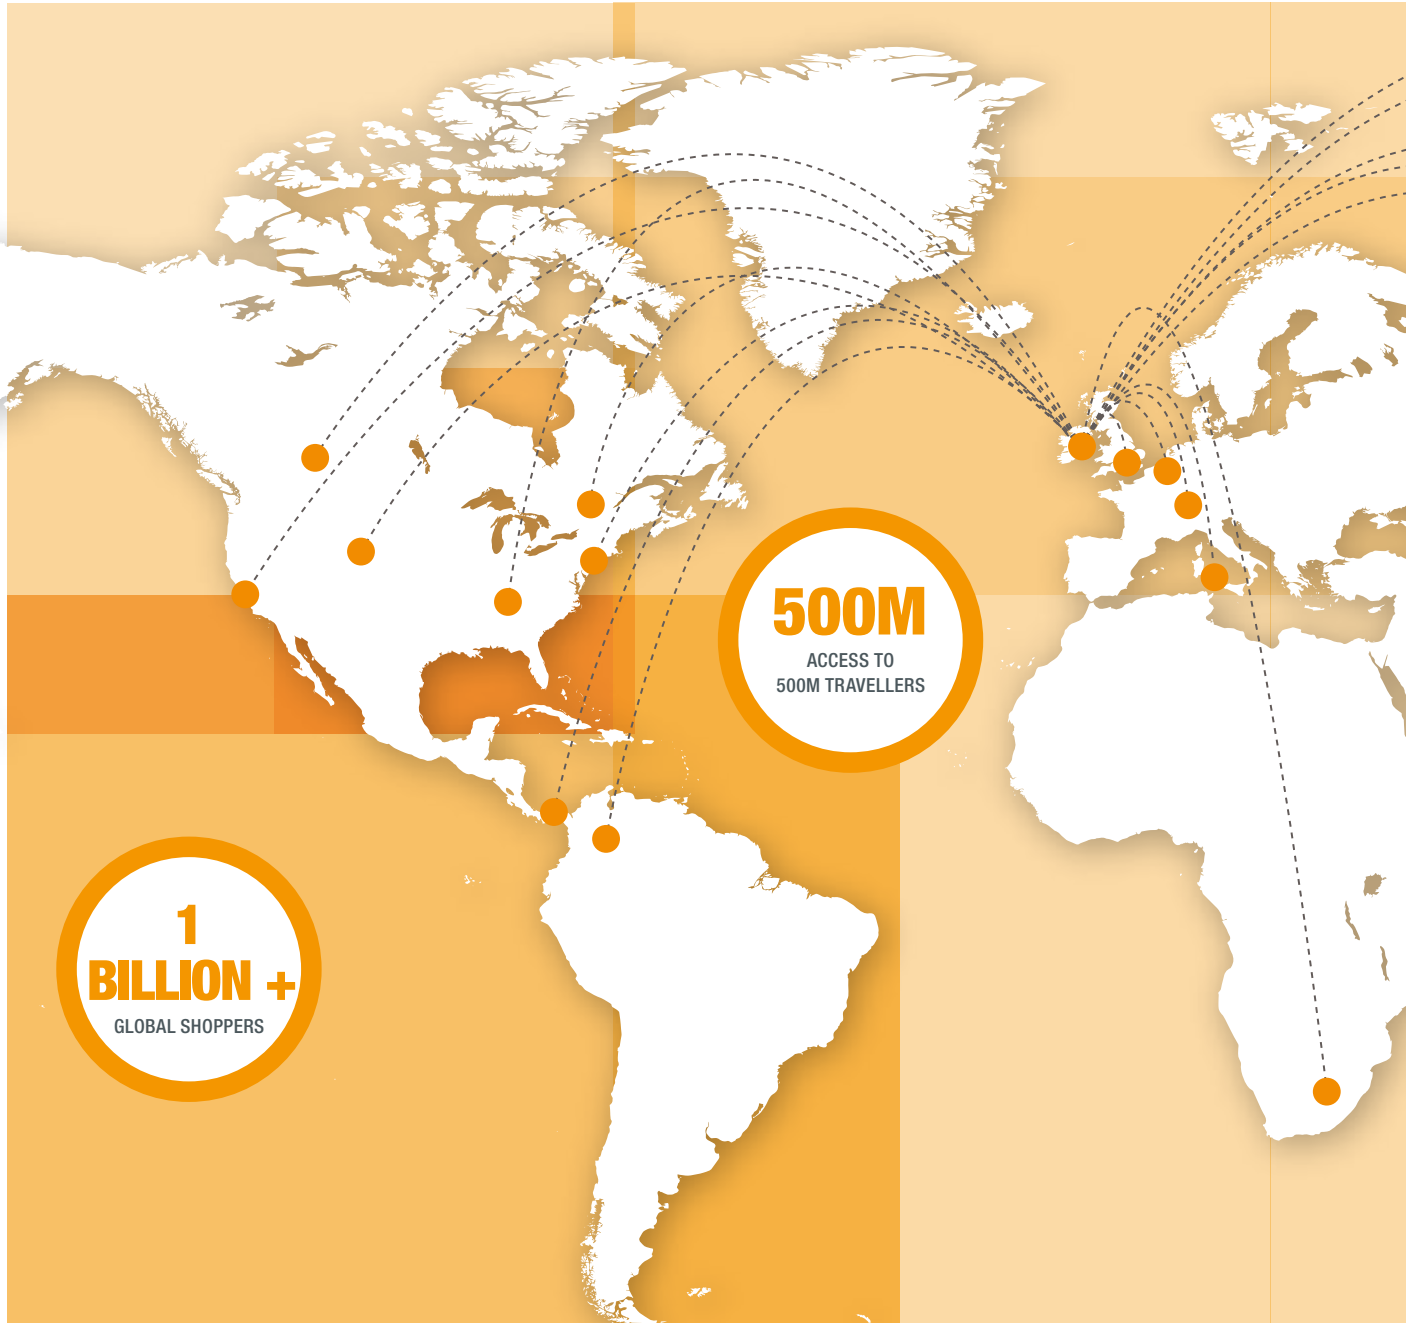 500M
ACCESS TO
500M TRAVELLERS
1
BILLION +
GLOBAL SHOPPERS